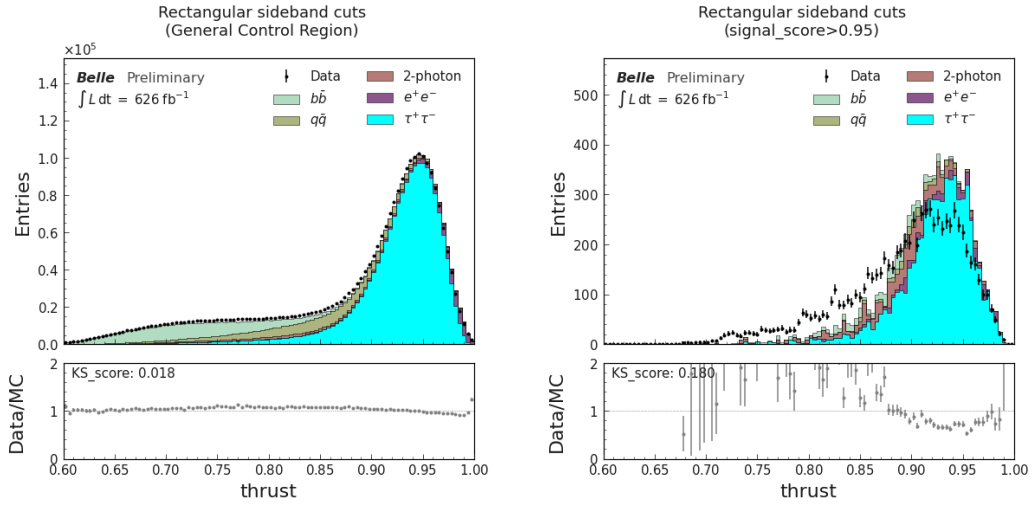 Rectangular sideband cuts
(General Control Region)
×10⁵
Belle Preliminary
∫ L dt = 626 fb⁻¹
Data
bb̄
qq̄
2-photon
e⁺e⁻
τ⁺τ⁻
Entries
1.4
1.2
1.0
0.8
0.6
0.4
0.2
0.0
KS_score: 0.018
Data/MC
2
1
0
0.60 0.65 0.70 0.75 0.80 0.85 0.90 0.95 1.00
thrust
Rectangular sideband cuts
(signal_score>0.95)
Belle Preliminary
∫ L dt = 626 fb⁻¹
Data
bb̄
qq̄
2-photon
e⁺e⁻
τ⁺τ⁻
Entries
500
400
300
200
100
0
KS_score: 0.180
Data/MC
2
1
0
0.60 0.65 0.70 0.75 0.80 0.85 0.90 0.95 1.00
thrust